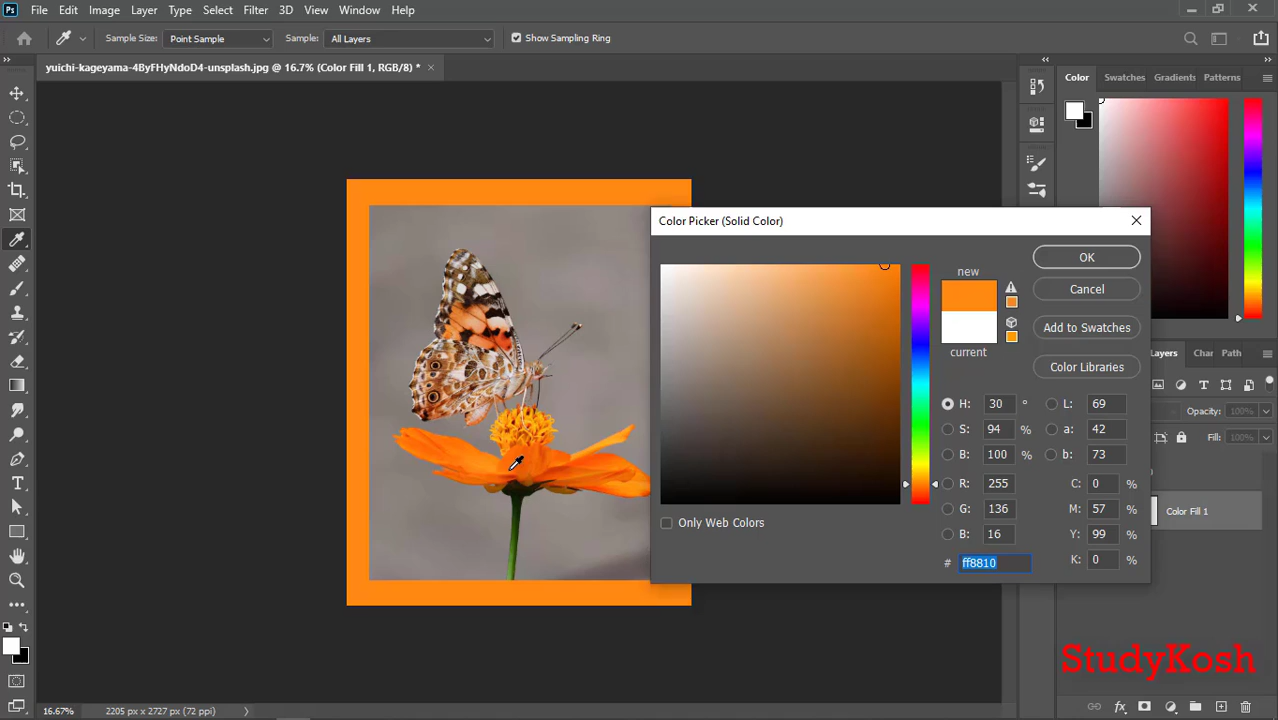 Ps File Edit Image Layer Type Select Filter 3D View Window Help
Sample Size: Point Sample Sample: All Layers Show Sampling Ring
yuichi-kageyama-4ByFHyNdoD4-unsplash.jpg @ 16.7% (Color Fill 1, RGB/8) * ×
Color Swatches Gradients Patterns
Color Picker (Solid Color)
new
OK
Cancel
Add to Swatches
current
Color Libraries
H: 30 ° L: 69
S: 94 % a: 42
B: 100 % b: 73
R: 255 C: 0 %
G: 136 M: 57 %
B: 16 Y: 99 %
# ff8810 K: 0 %
Only Web Colors
Layers Char Path
Opacity: 100%
Fill: 100%
Color Fill 1
StudyKosh
16.67% 2205 px x 2727 px (72 ppi)